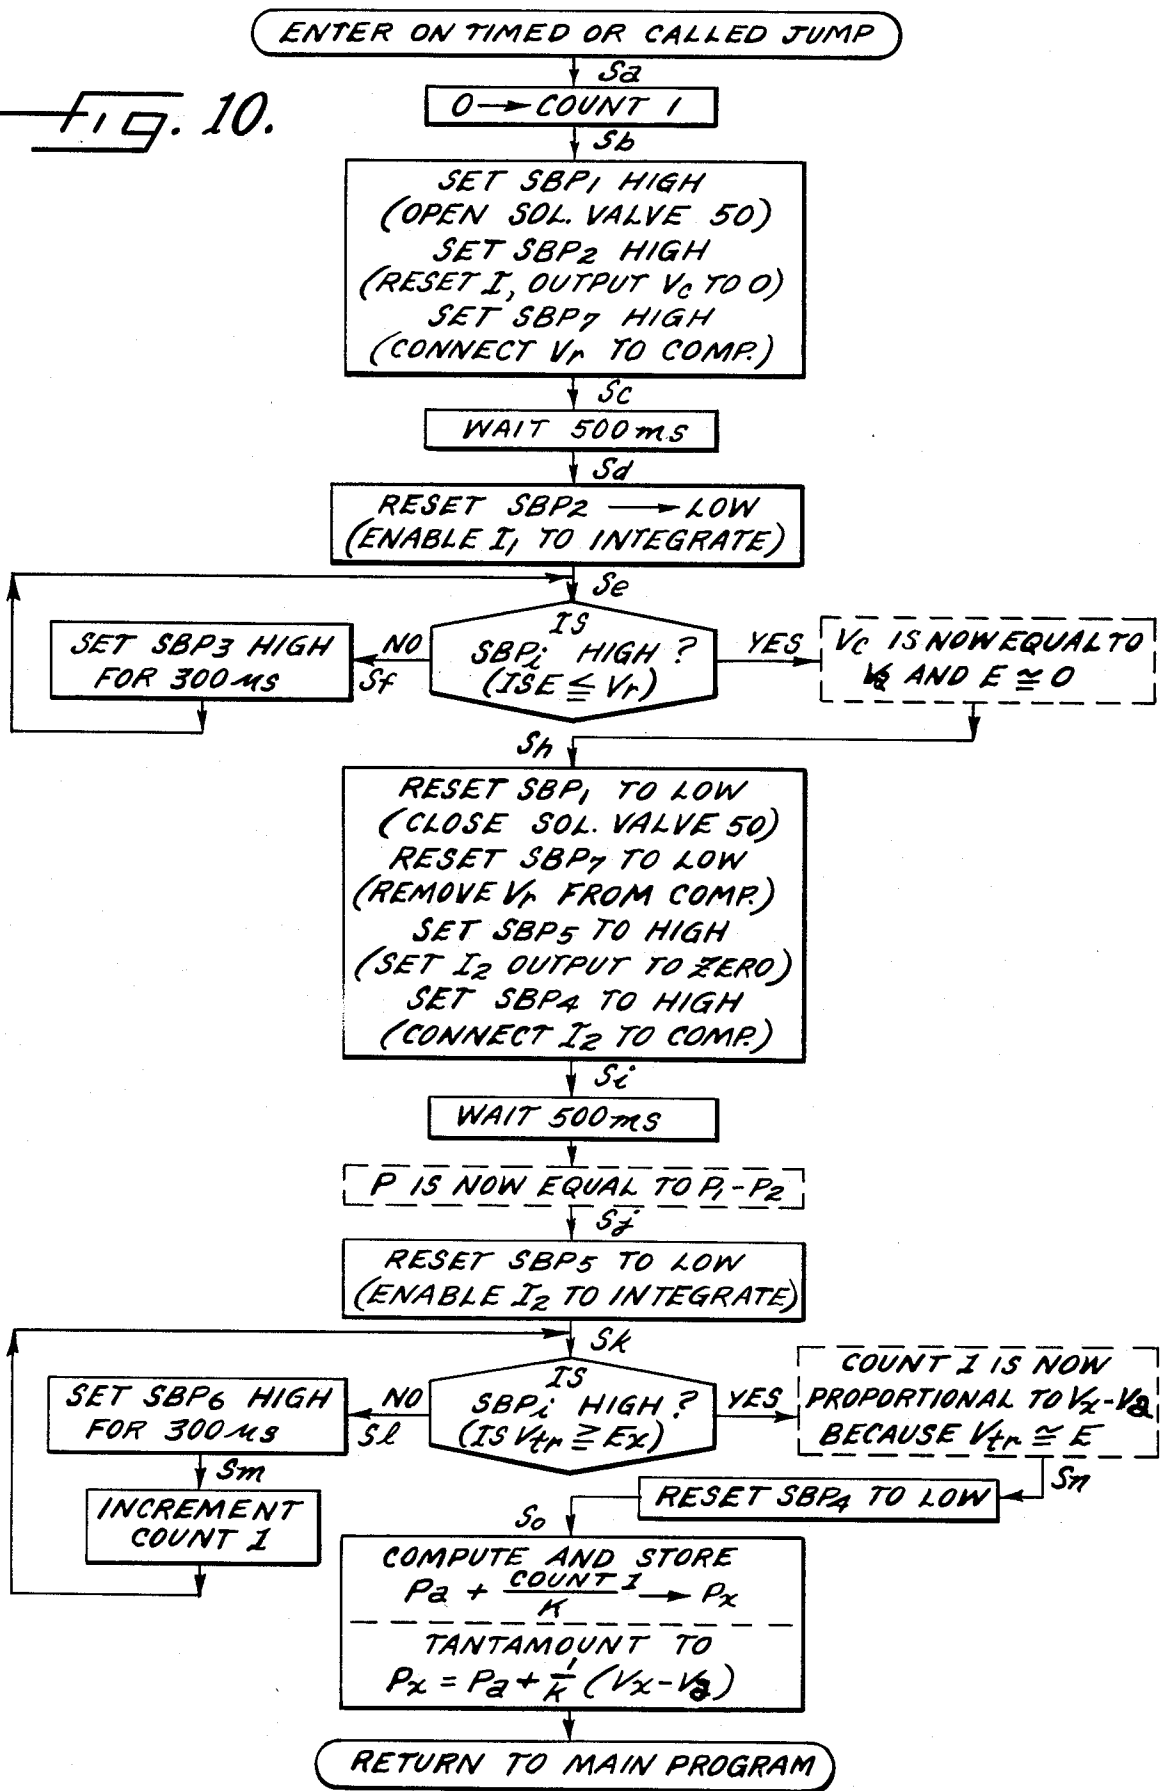 ENTER ON TIMED OR CALLED JUMP
Sa
Fig. 10.
O → COUNT 1
Sb
SET SBP1 HIGH
(OPEN SOL. VALVE 50)
SET SBP2 HIGH
(RESET I, OUTPUT Vc TO O)
SET SBP7 HIGH
(CONNECT Vr TO COMP.)
Sc
WAIT 500 ms
Sd
RESET SBP2 → LOW
(ENABLE I1 TO INTEGRATE)
Se
IS
SBPi HIGH ?
(IS E ≦ Vr)
NO
Sf
SET SBP3 HIGH
FOR 300 μs
YES
Vc IS NOW EQUAL TO
AND E ≅ O
Sh
RESET SBP1 TO LOW
(CLOSE SOL. VALVE 50)
RESET SBP7 TO LOW
(REMOVE Vr FROM COMP.)
SET SBP5 TO HIGH
(SET I2 OUTPUT TO ZERO)
SET SBP4 TO HIGH
(CONNECT I2 TO COMP.)
Si
WAIT 500 ms
P IS NOW EQUAL TO P1-P2
Sj
RESET SBP5 TO LOW
(ENABLE I2 TO INTEGRATE)
Sk
IS
SBPi HIGH ?
(IS Vtr ≧ Ex)
NO
Sl
SET SBP6 HIGH
FOR 300 μs
Sm
INCREMENT
COUNT 1
YES
COUNT 1 IS NOW
PROPORTIONAL TO Vx-Va
BECAUSE Vtr ≅ E
Sn
RESET SBP4 TO LOW
So
COMPUTE AND STORE
Pa + COUNT 1/K → Px
TANTAMOUNT TO
Px = Pa + 1/K (Vx-Va)
RETURN TO MAIN PROGRAM